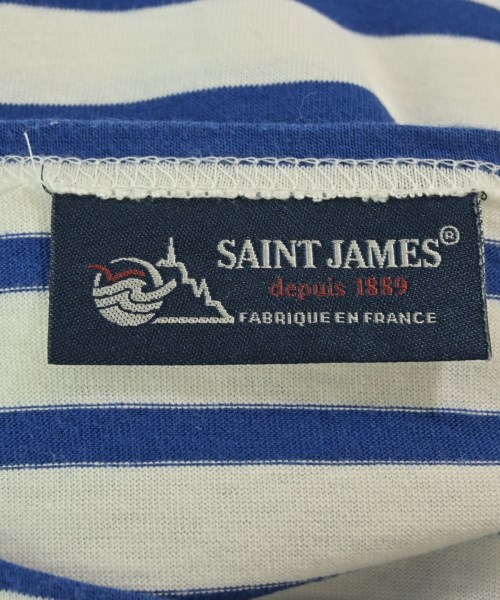 SAINT JAMES®
depuis 1889
FABRIQUE EN FRANCE